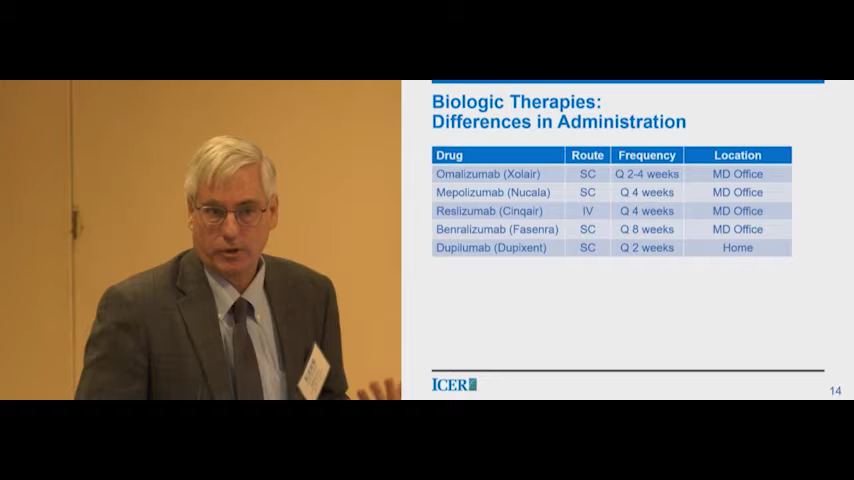 Biologic Therapies:
Differences in Administration
Drug Route Frequency Location
Omalizumab (Xolair) SC Q 2-4 weeks MD Office
Mepolizumab (Nucala) SC Q 4 weeks MD Office
Reslizumab (Cinqair) IV Q 4 weeks MD Office
Benralizumab (Fasenra) SC Q 8 weeks MD Office
Dupilumab (Dupixent) SC Q 2 weeks Home
ICER
14